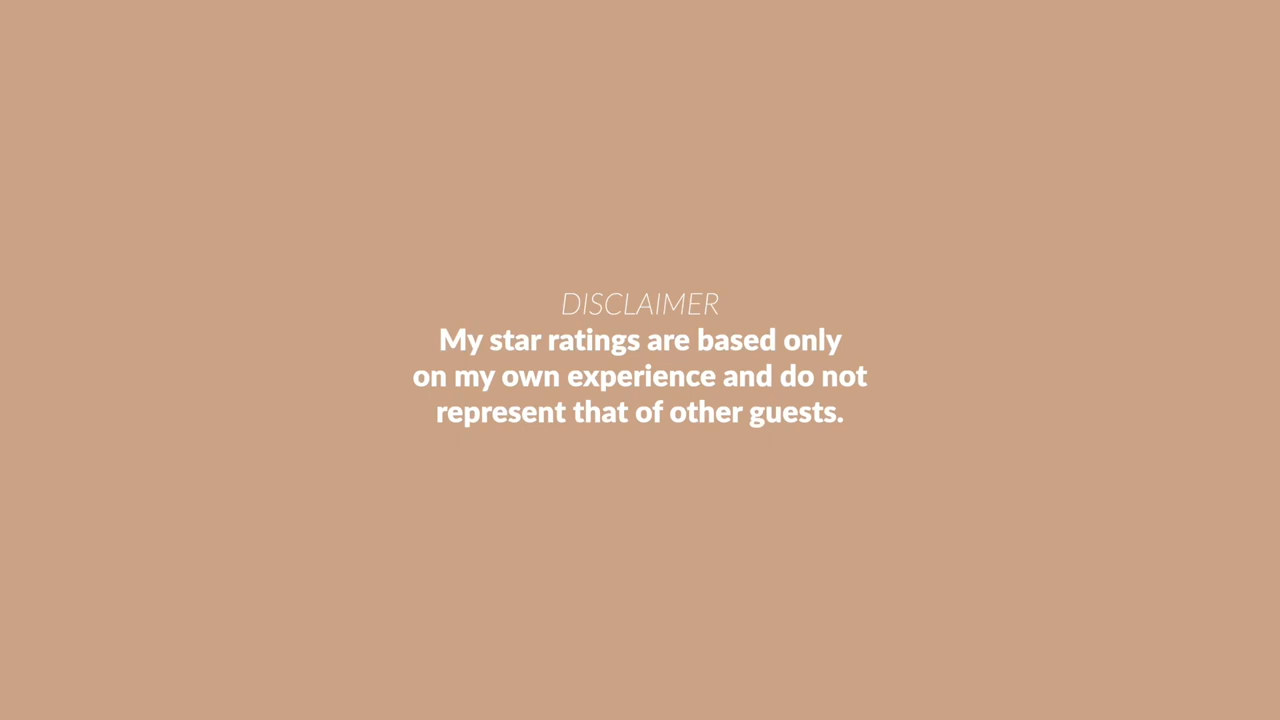 DISCLAIMER
My star ratings are based only
on my own experience and do not
represent that of other guests.